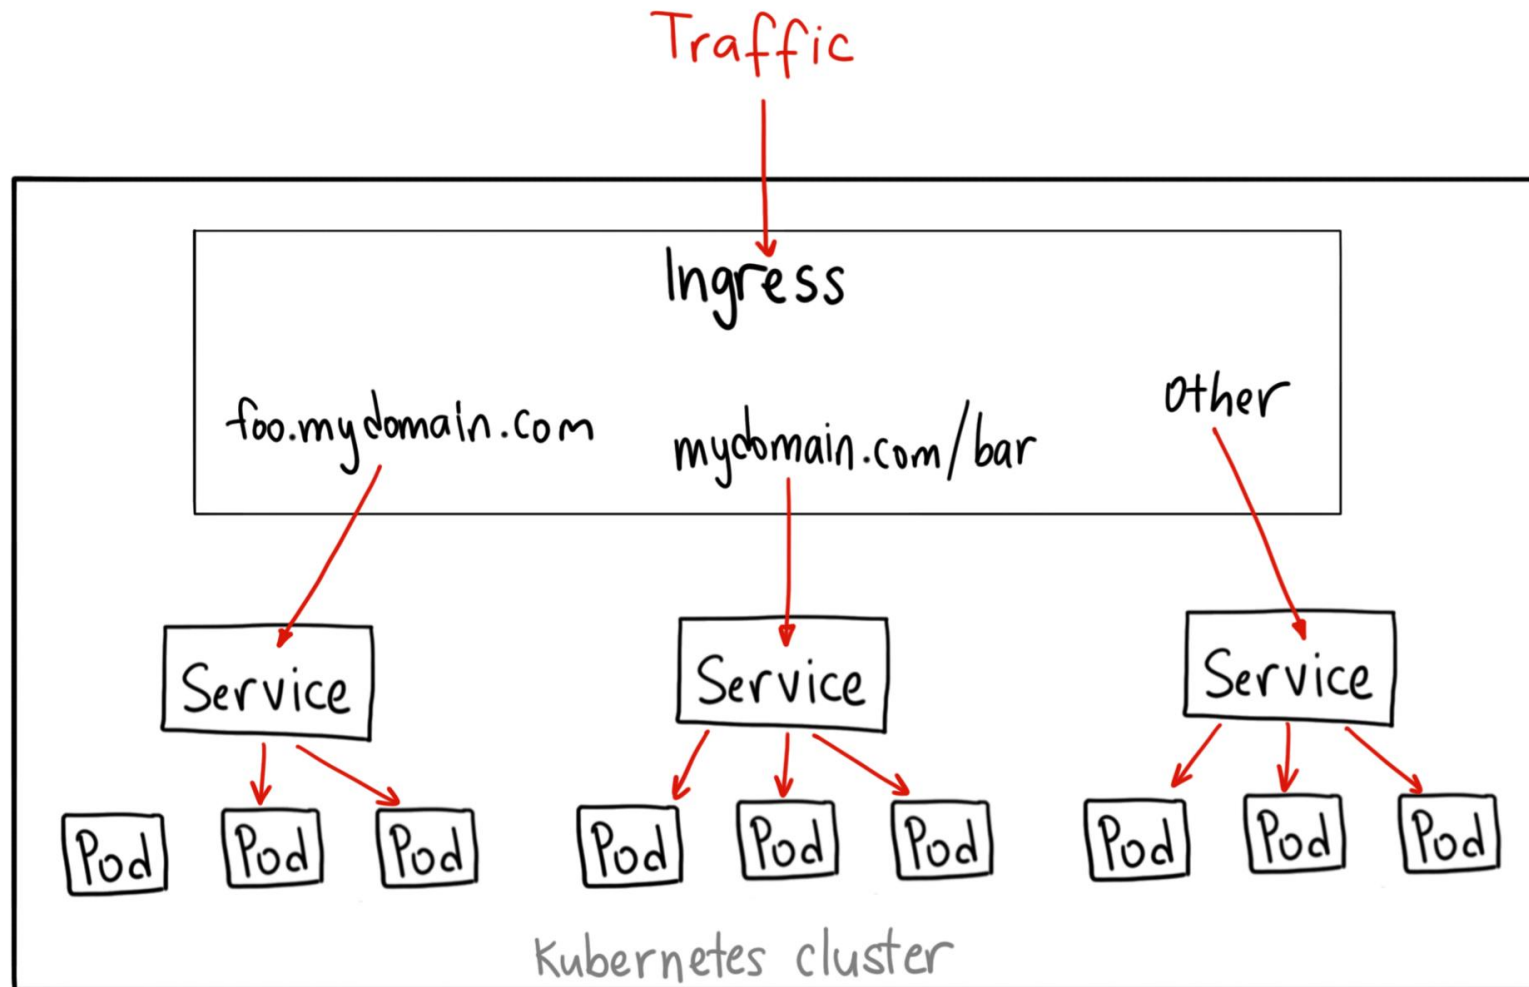 Traffic
Ingress
foo.mydomain.com
mydomain.com/bar
other
Service
Service
Service
Pod
Pod
Pod
Pod
Pod
Pod
Pod
Pod
Pod
Kubernetes cluster